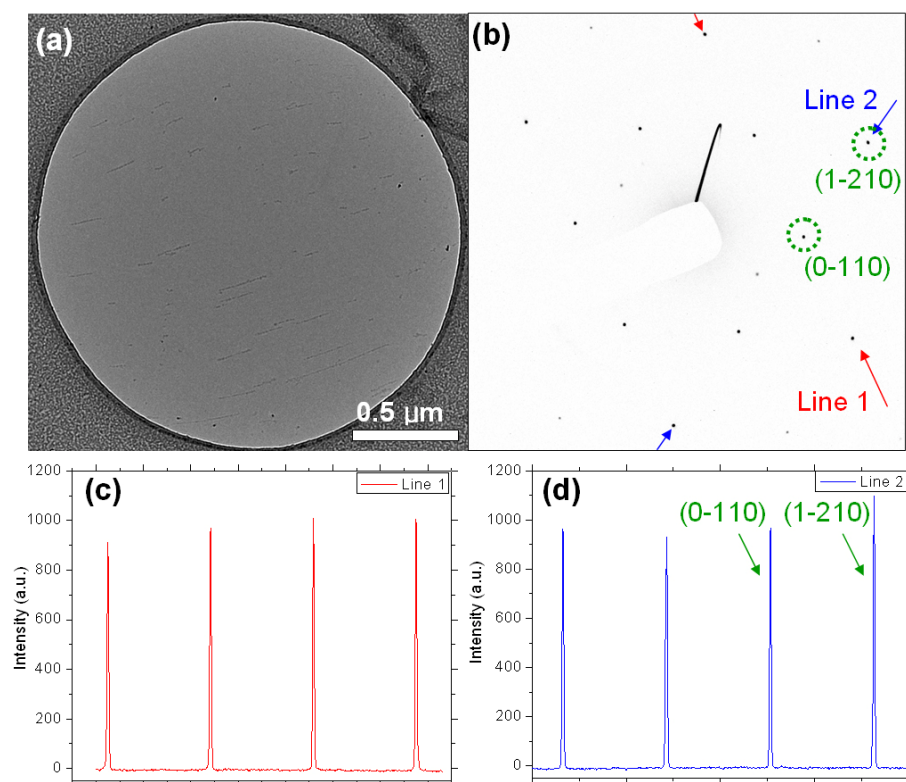 (a)
0.5 µm
(b)
Line 2
(1-210)
(0-110)
Line 1
(c)
Line 1
1200
1000
800
600
400
200
0
Intensity (a.u.)
(d)
Line 2
(0-110) (1-210)
1200
1000
800
600
400
200
0
Intensity (a.u.)